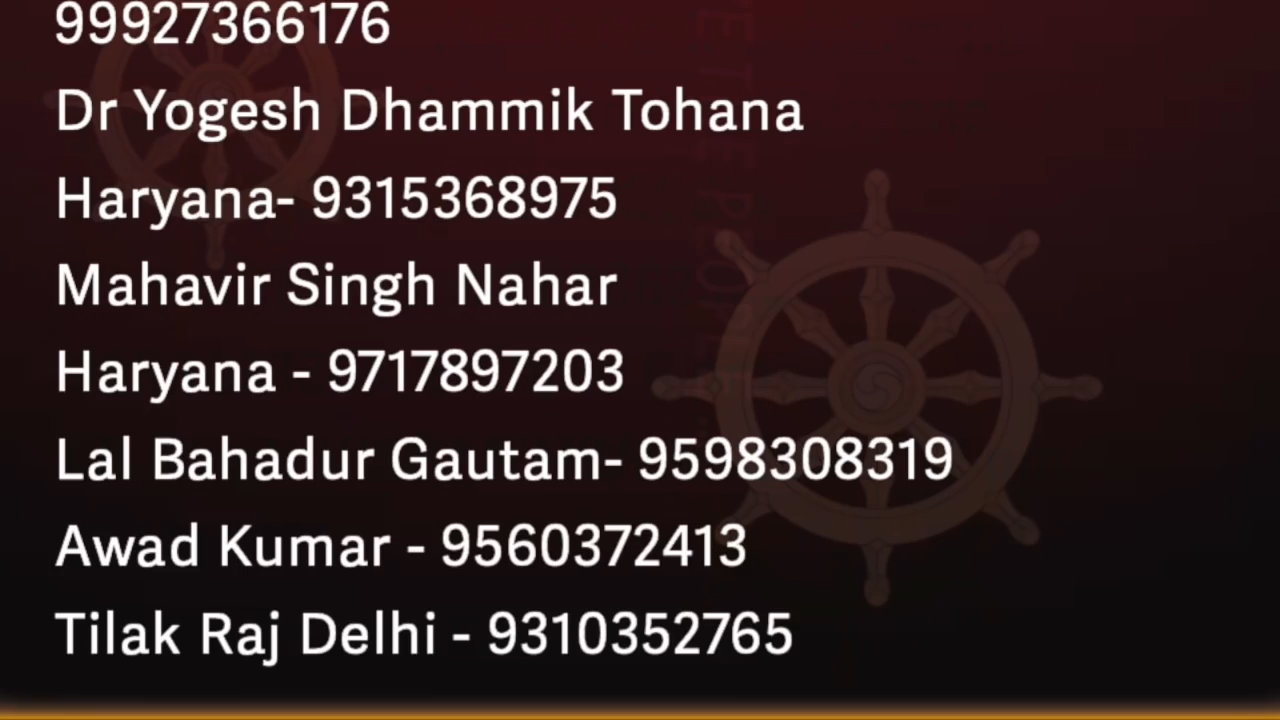 99927366176
Dr Yogesh Dhammik Tohana
Haryana- 9315368975
Mahavir Singh Nahar
Haryana - 9717897203
Lal Bahadur Gautam- 9598308319
Awad Kumar - 9560372413
Tilak Raj Delhi - 9310352765